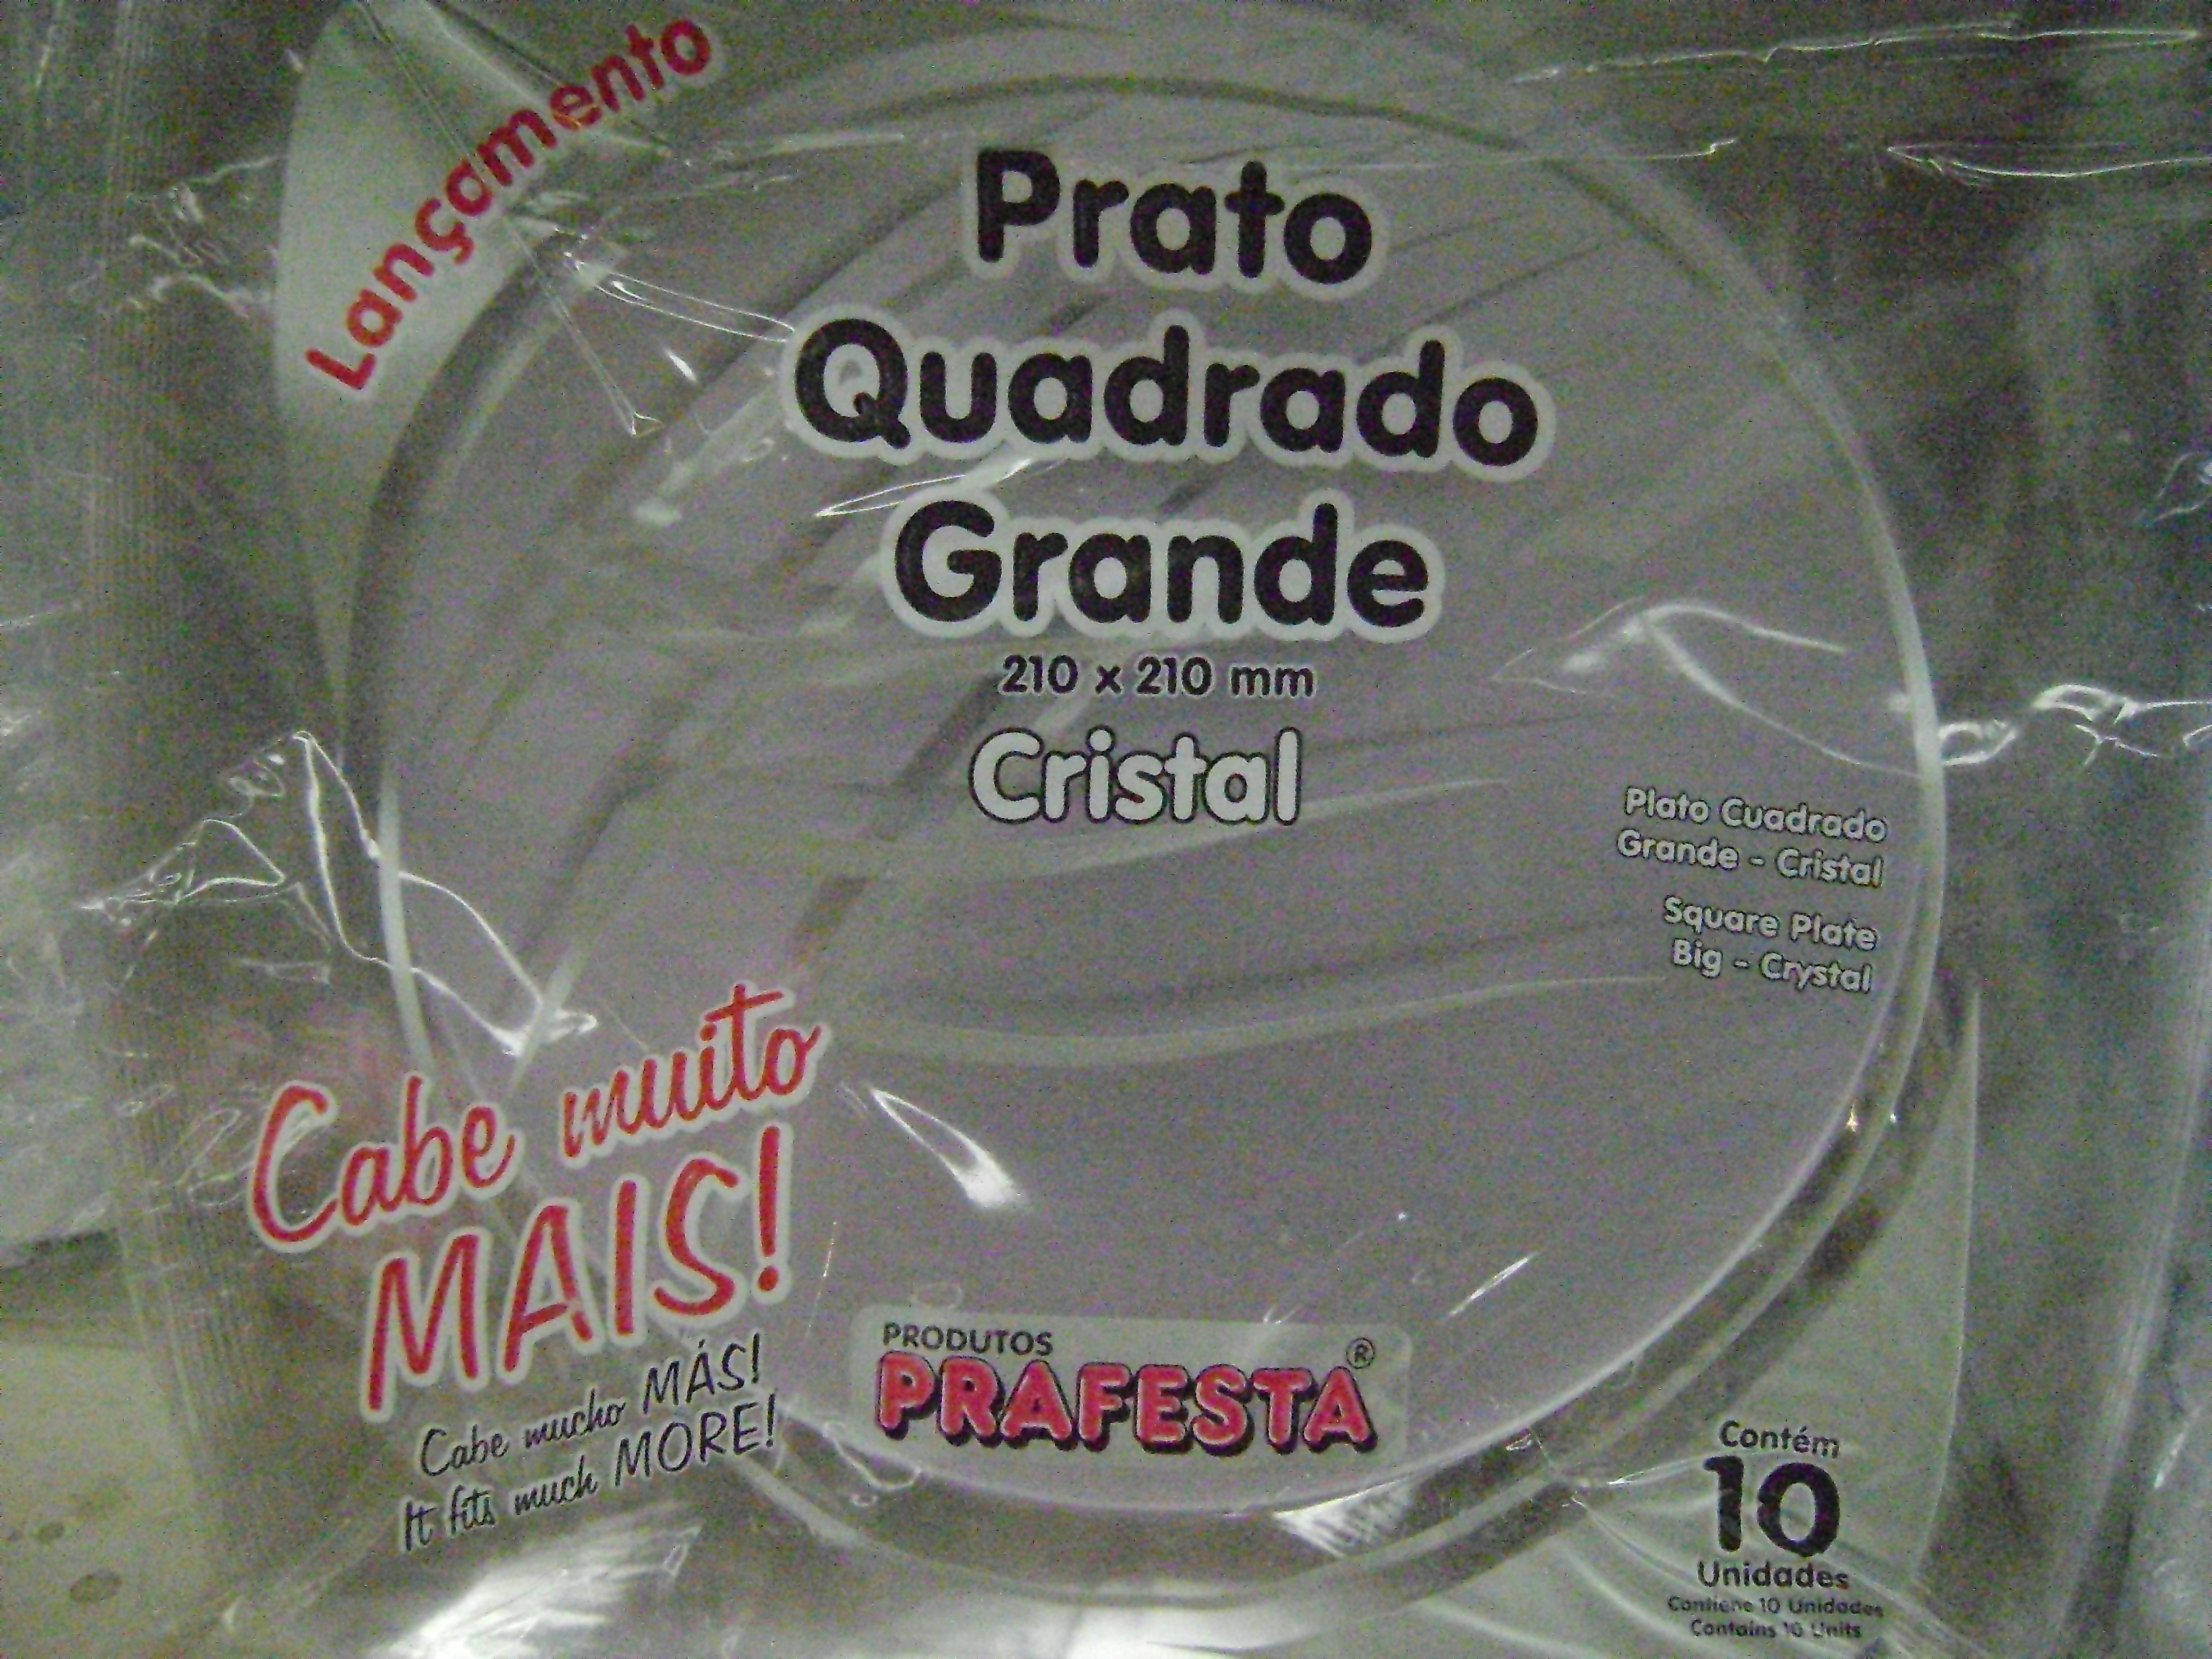 Lançamento
Prato
Quadrado
Grande
210 x 210 mm
Cristal
Plato Cuadrado
Grande - Cristal
Square Plate
Big - Crystal
Cabe muito
MAIS!
Cabe mucho MÁS!
It fits much MORE!
PRODUTOS
PRAFESTA®
Contém
10
Unidades
Contiene 10 Unidades
Contains 10 Units